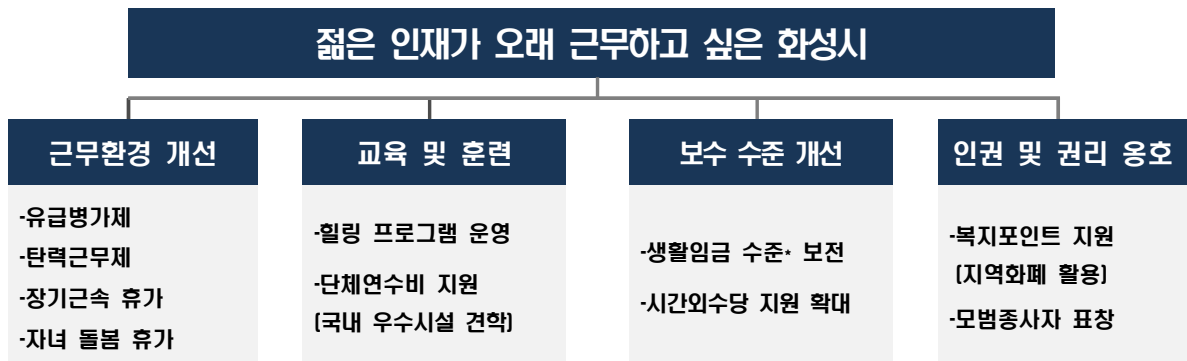 젊은 인재가 오래 근무하고 싶은 화성시
근무환경 개선
-유급병가제
-탄력근무제
-장기근속 휴가
-자녀 돌봄 휴가
교육 및 훈련
-힐링 프로그램 운영
-단체연수비 지원
(국내 우수시설 견학)
보수 수준 개선
-생활임금 수준* 보전
-시간외수당 지원 확대
인권 및 권리 옹호
-복지포인트 지원
(지역화폐 활용)
-모범종사자 표창